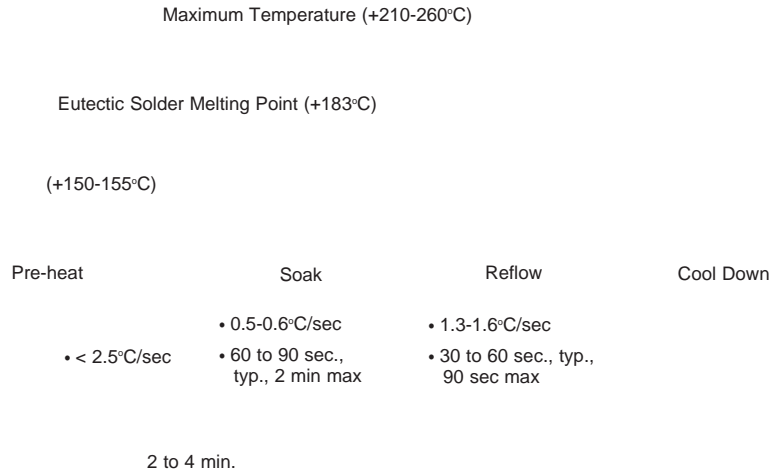 Maximum Temperature (+210-260°C)
Eutectic Solder Melting Point (+183°C)
(+150-155°C)
Pre-heat
Soak
Reflow
Cool Down
• < 2.5°C/sec
• 0.5-0.6°C/sec
• 60 to 90 sec.,
typ., 2 min max
• 1.3-1.6°C/sec
• 30 to 60 sec., typ.,
90 sec max
2 to 4 min.